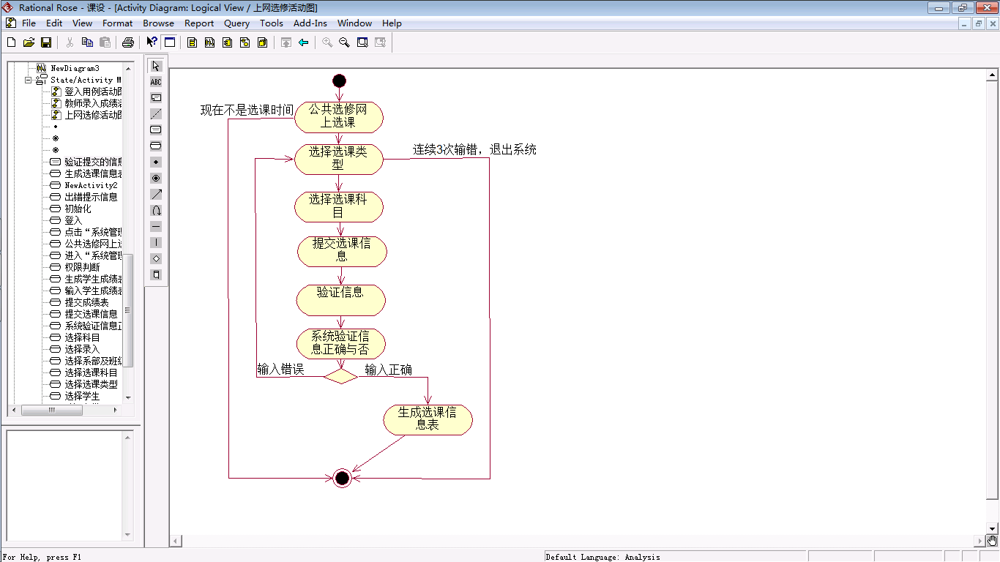 Rational Rose - 课设 - [Activity Diagram: Logical View / 上网选修活动图]
File Edit View Format Browse Report Query Tools Add-Ins Window Help
NewDiagram3
State/Activity M
登入用例活动图
教师录入成绩活
上网选修活动图
验证提交的信息
生成选课信息表
NewActivity2
出错提示信息
初始化
登入
点击“系统管理
公共选修网上选
进入“系统管理
权限判断
生成学生成绩表
输入学生成绩表
提交成绩表
提交选课信息
系统验证信息正
选择科目
选择录入
选择系部及班级
选择选课科目
选择选课类型
选择学生
ABC
现在不是选课时间
公共选修网
上选课
选择选课类
型
连续3次输错，退出系统
选择选课科
目
提交选课信
息
验证信息
系统验证信
息正确与否
输入错误
输入正确
生成选课信
息表
For Help, press F1
Default Language: Analysis